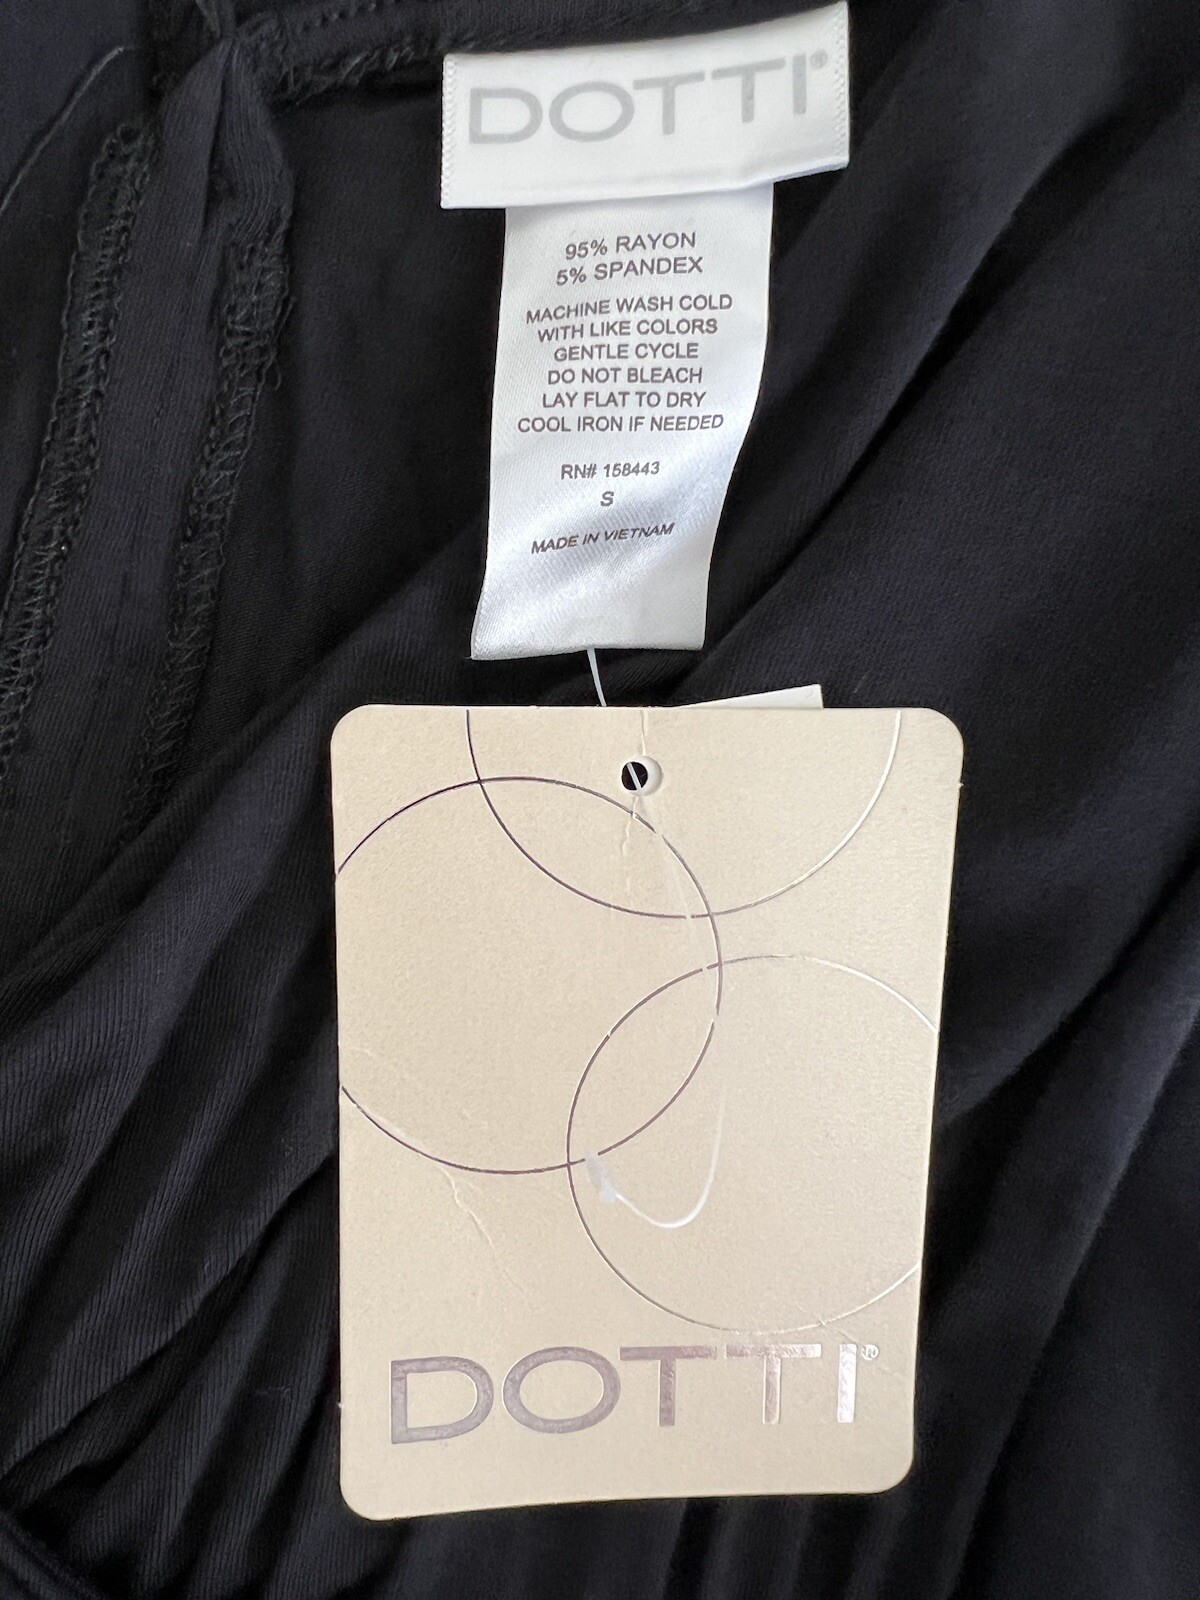 DOTTI®
95% RAYON
5% SPANDEX
MACHINE WASH COLD
WITH LIKE COLORS
GENTLE CYCLE
DO NOT BLEACH
LAY FLAT TO DRY
COOL IRON IF NEEDED
RN# 158443
S
MADE IN VIETNAM
DOTTI®